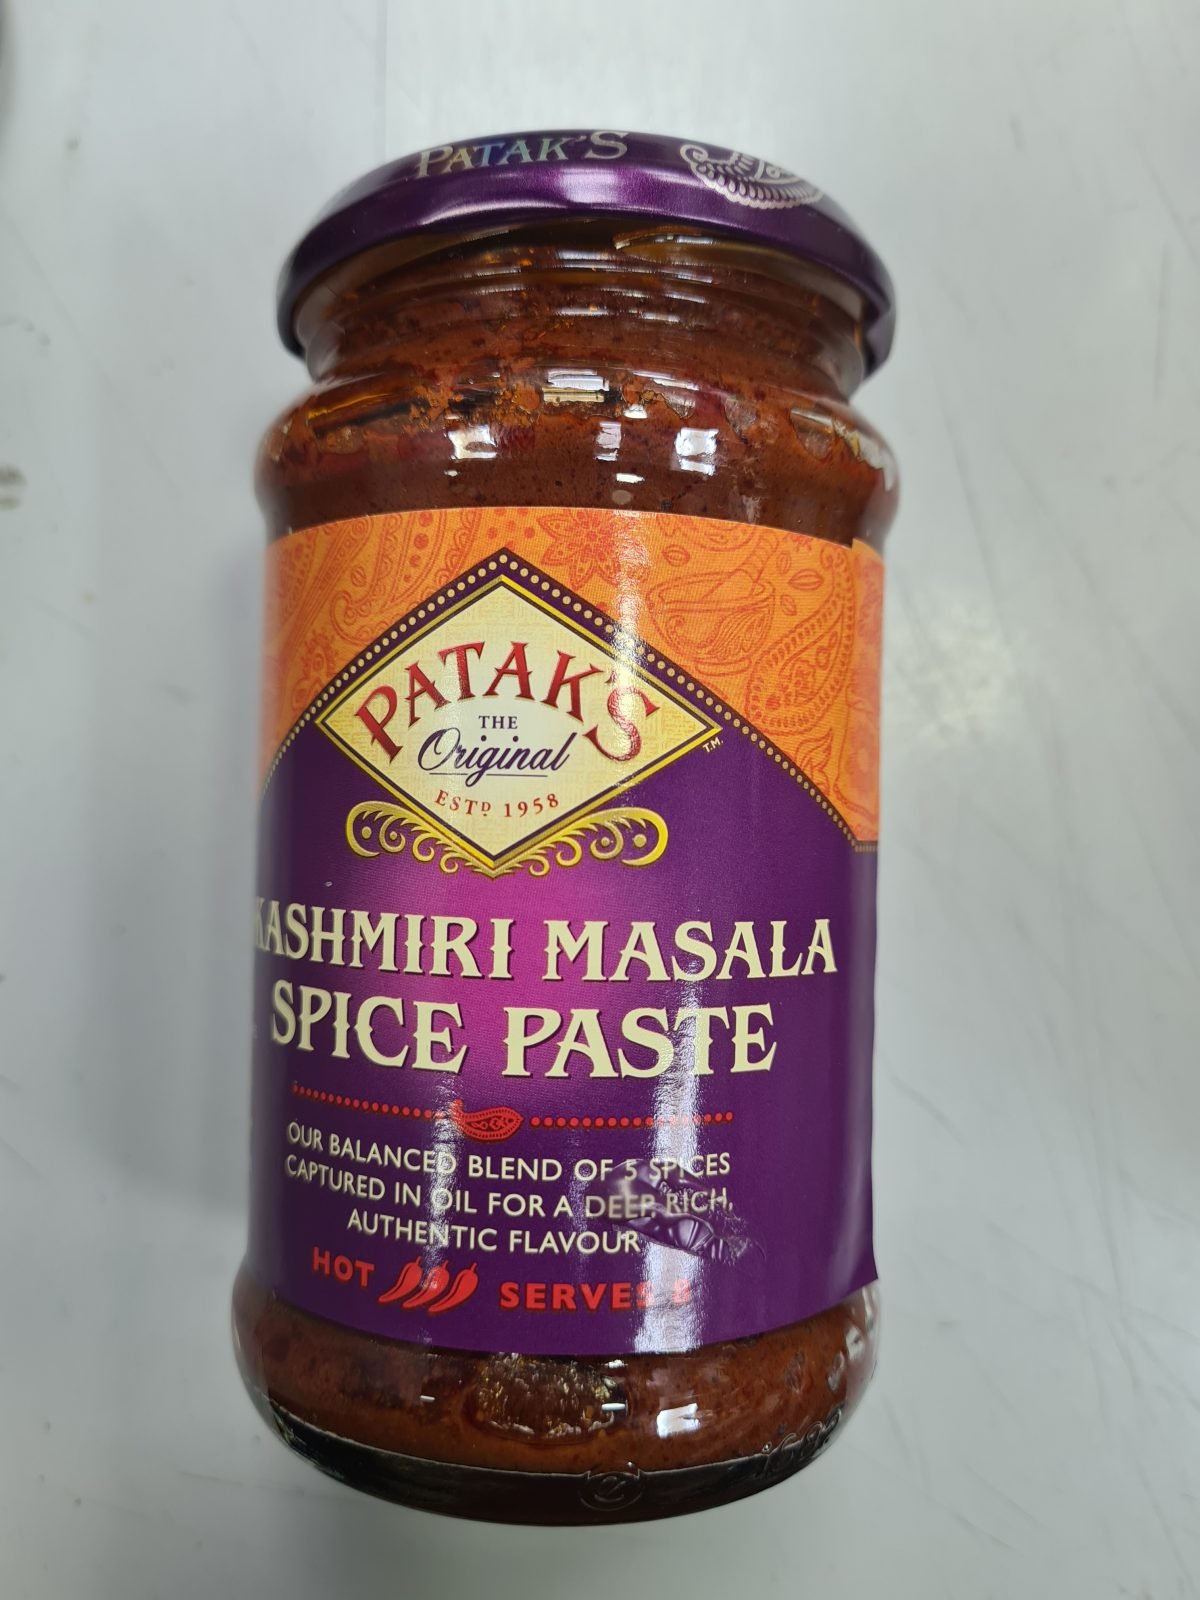 PATAK'S
PATAK'S
THE
Original
ESTD 1958
T.M.
KASHMIRI MASALA
SPICE PASTE
OUR BALANCED BLEND OF 5 SPICES
CAPTURED IN OIL FOR A DEEP, RICH,
AUTHENTIC FLAVOUR
HOT SERVES